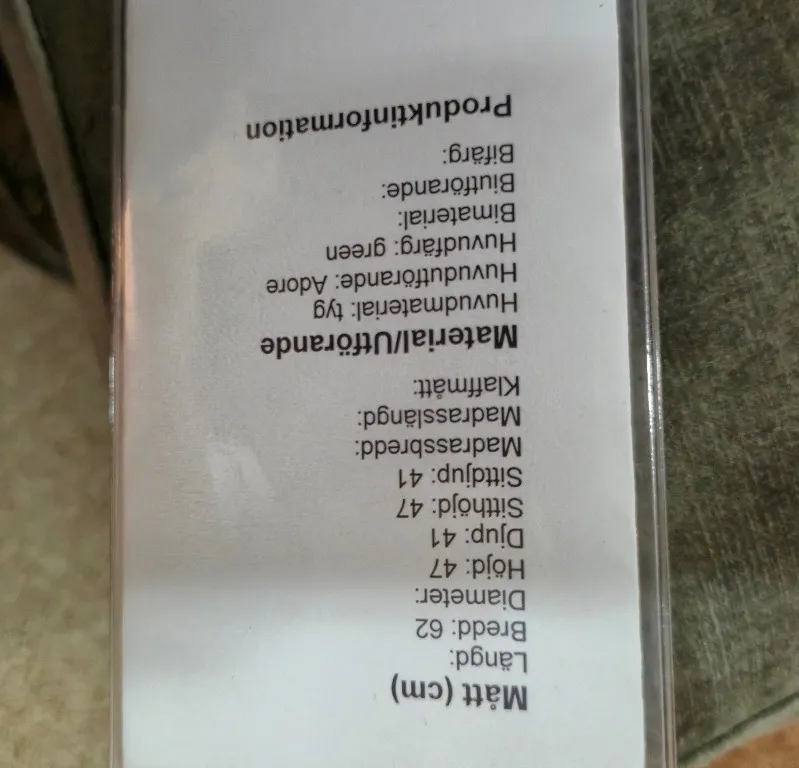 Mått (cm)
Längd:
Bredd: 62
Diameter:
Höjd: 47
Djup: 41
Sitthöjd: 47
Sittdjup: 41
Madrassbredd:
Madrasslängd:
Klaffmått:
Material/Utförande
Huvudmaterial: tyg
Huvudutförande: Adore
Huvudfärg: green
Bimaterial:
Biutförande:
Bifärg:
Produktinformation